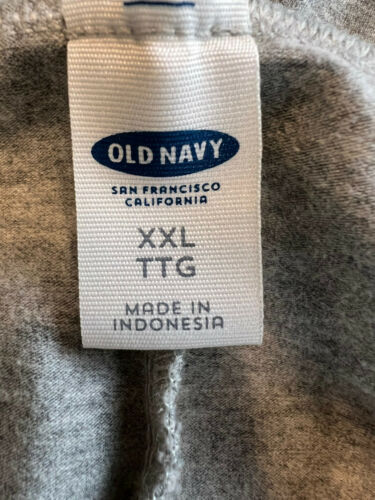 OLD NAVY
SAN FRANCISCO
CALIFORNIA
XXL
TTG
MADE IN
INDONESIA